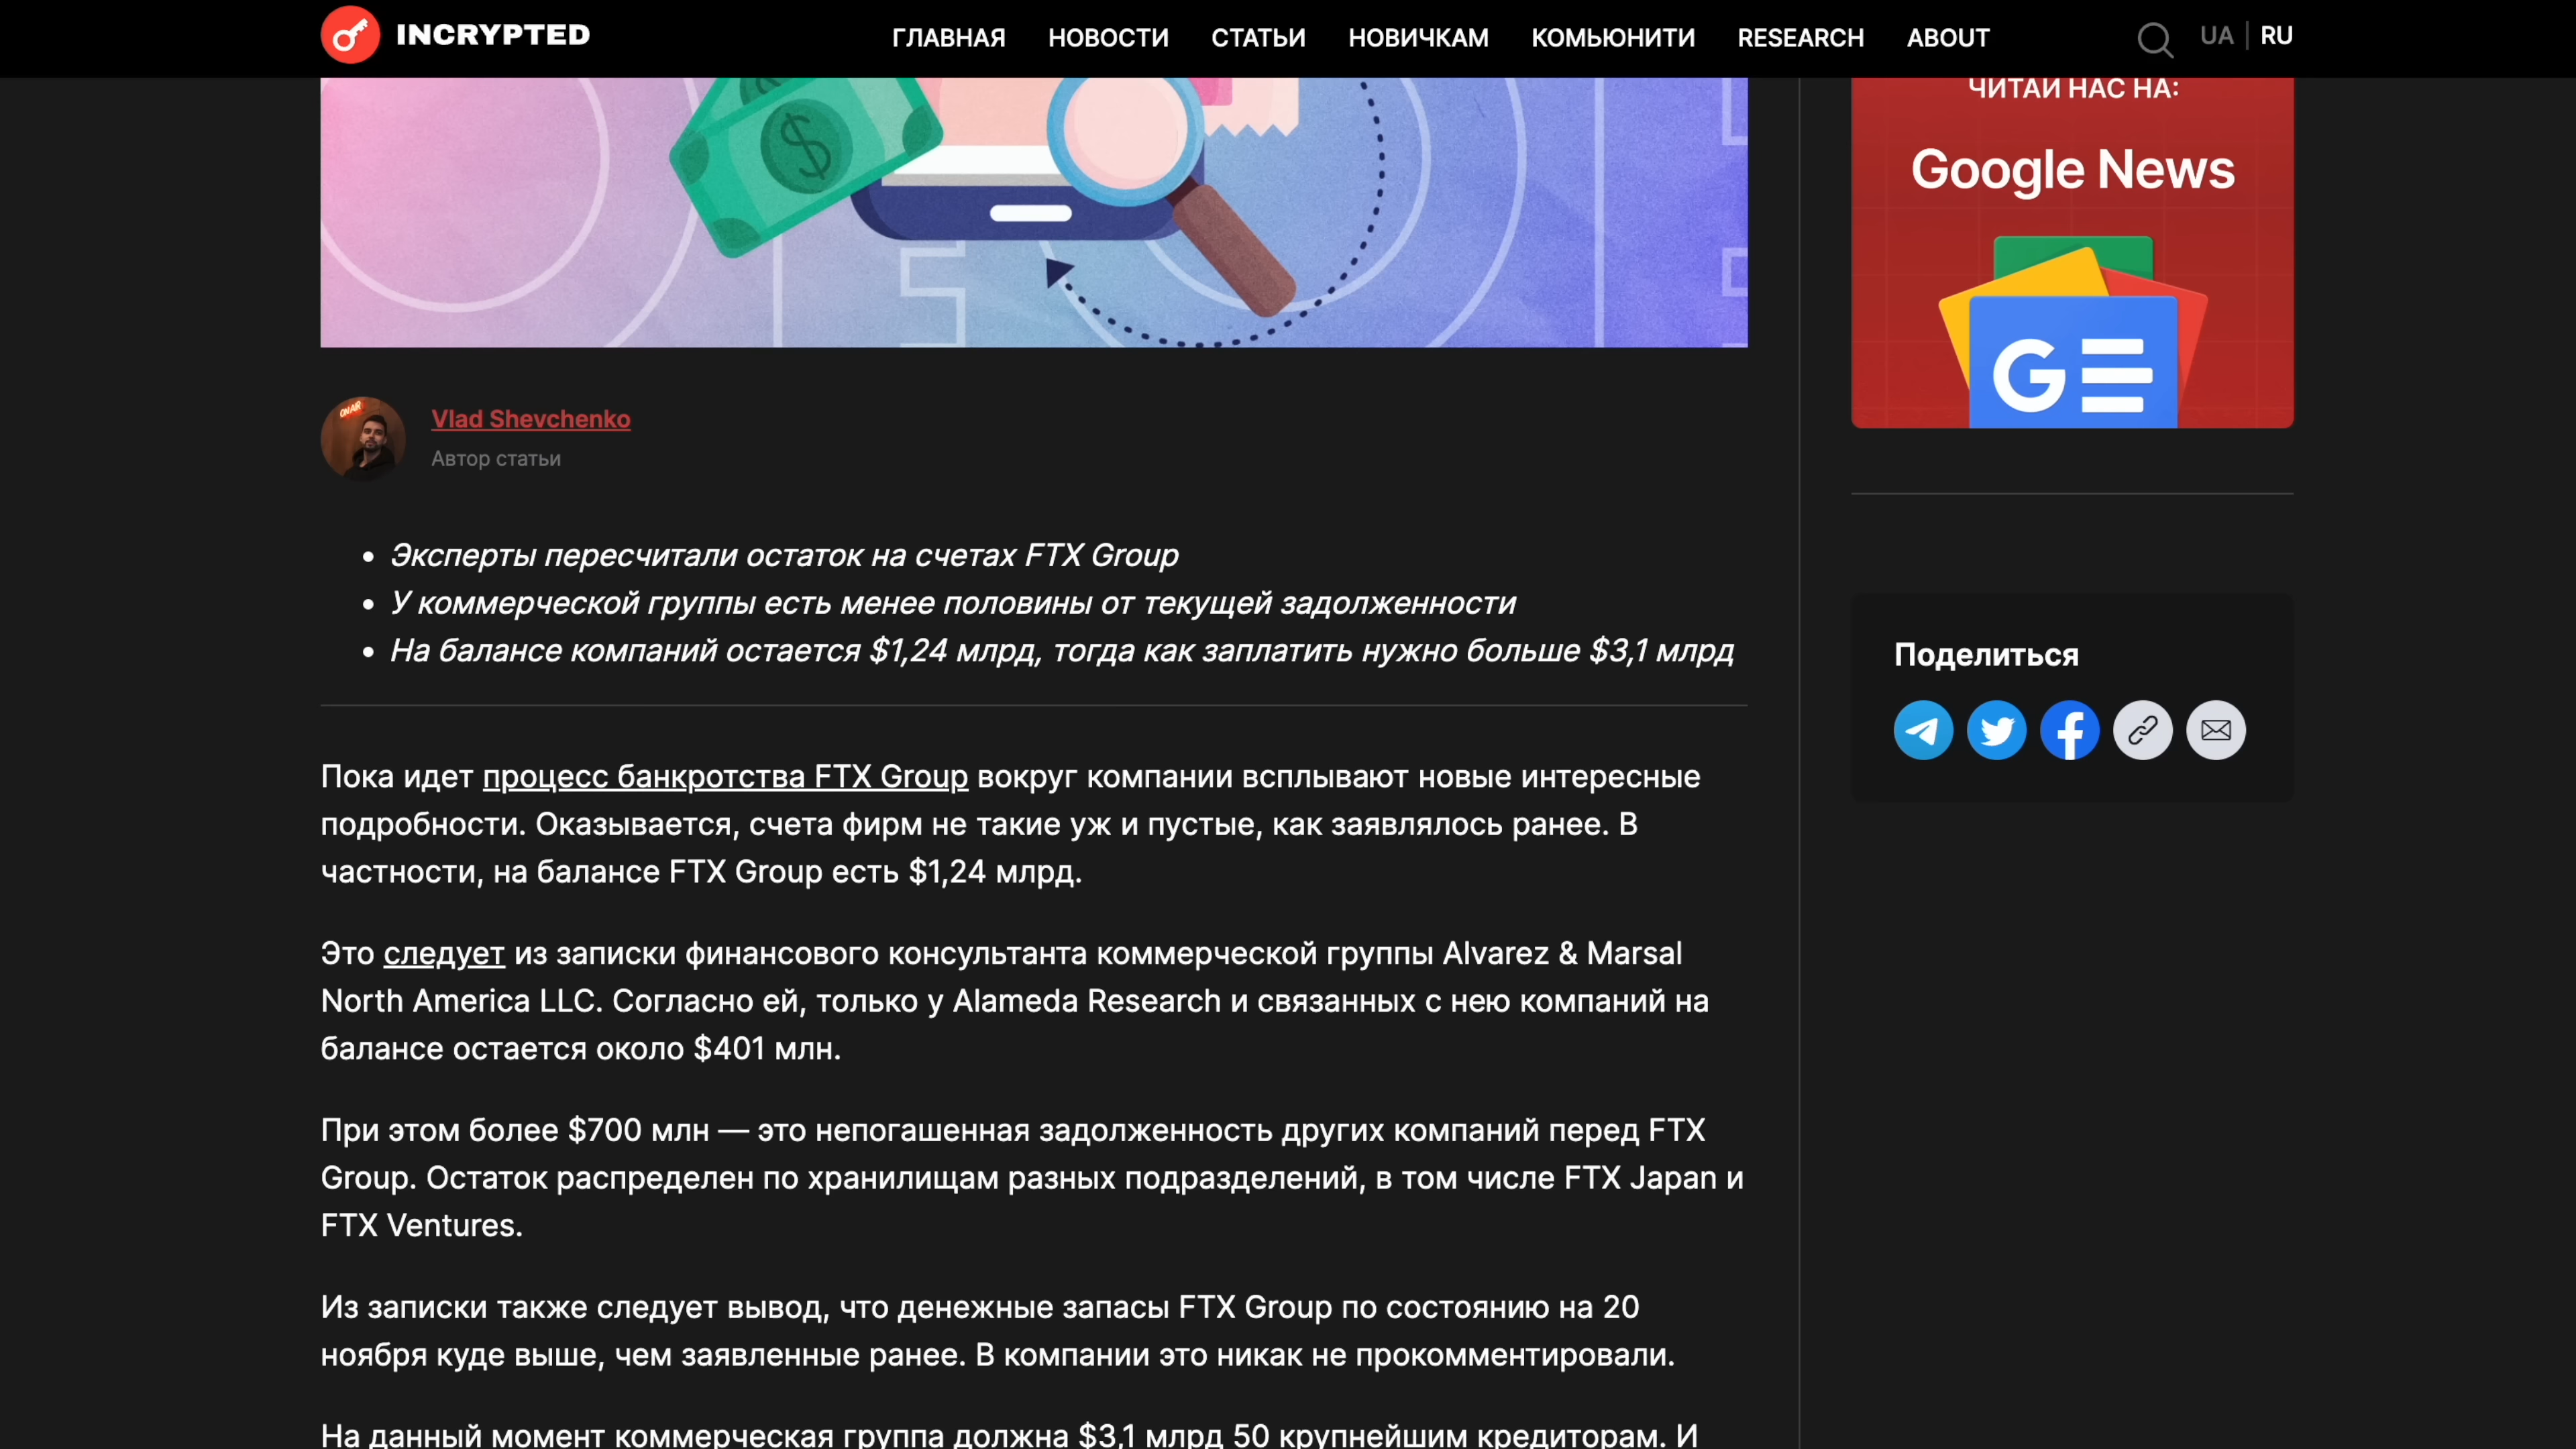 INCRYPTED
ГЛАВНАЯ НОВОСТИ СТАТЬИ НОВИЧКАМ КОМЬЮНИТИ RESEARCH ABOUT
UA | RU
ЧИТАЙ НАС НА:
Google News
G
ON AIR
Vlad Shevchenko
Автор статьи
• Эксперты пересчитали остаток на счетах FTX Group
• У коммерческой группы есть менее половины от текущей задолженности
• На балансе компаний остается $1,24 млрд, тогда как заплатить нужно больше $3,1 млрд
Поделиться
Пока идет процесс банкротства FTX Group вокруг компании всплывают новые интересные
подробности. Оказывается, счета фирм не такие уж и пустые, как заявлялось ранее. В
частности, на балансе FTX Group есть $1,24 млрд.
Это следует из записки финансового консультанта коммерческой группы Alvarez & Marsal
North America LLC. Согласно ей, только у Alameda Research и связанных с нею компаний на
балансе остается около $401 млн.
При этом более $700 млн — это непогашенная задолженность других компаний перед FTX
Group. Остаток распределен по хранилищам разных подразделений, в том числе FTX Japan и
FTX Ventures.
Из записки также следует вывод, что денежные запасы FTX Group по состоянию на 20
ноября куде выше, чем заявленные ранее. В компании это никак не прокомментировали.
На данный момент коммерческая группа должна $3,1 млрд 50 крупнейшим кредиторам. И